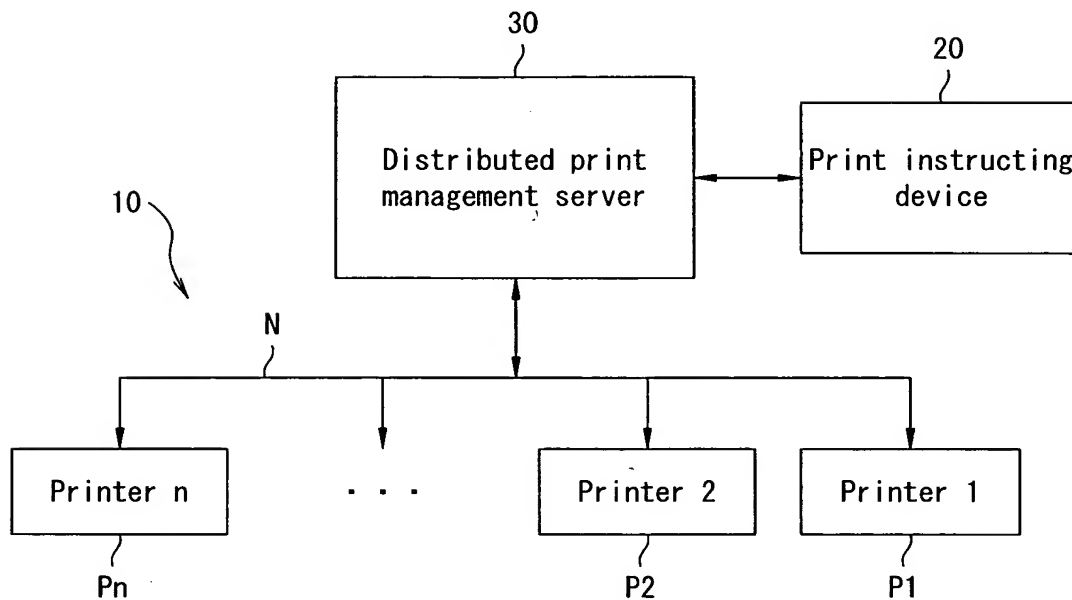 30
20
Distributed print
management server
Print instructing
device
10
N
Printer n
. . .
Printer 2
Printer 1
Pn
P2
P1